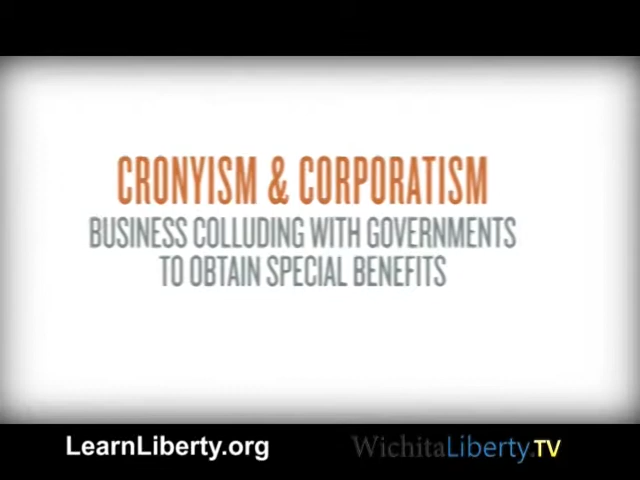 CRONYISM & CORPORATISM
BUSINESS COLLUDING WITH GOVERNMENTS
TO OBTAIN SPECIAL BENEFITS
LearnLiberty.org WichitaLiberty.TV